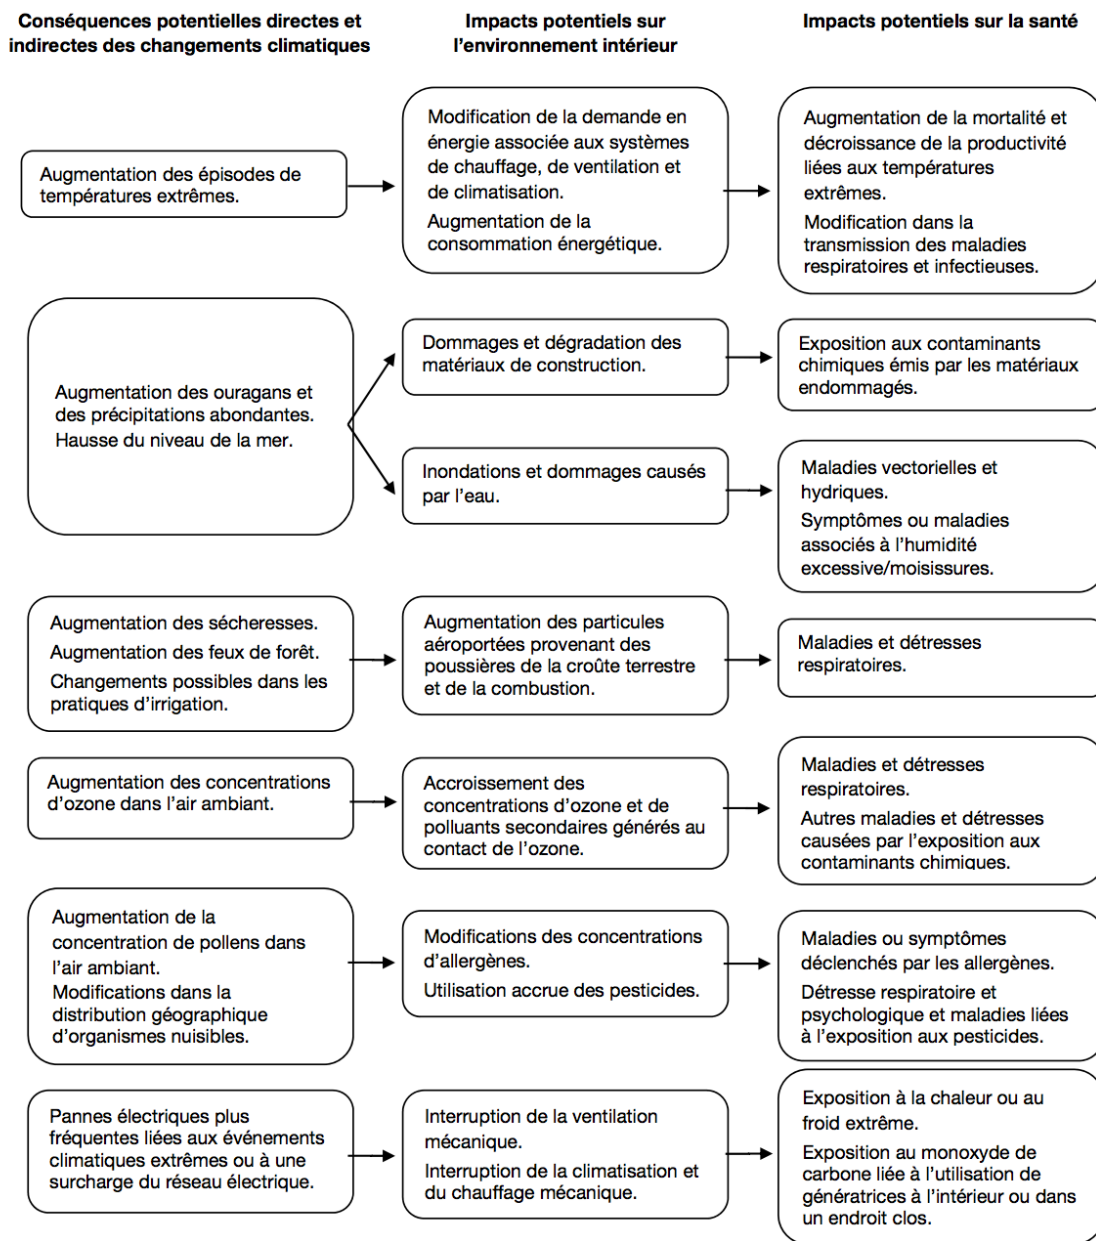 Conséquences potentielles directes et
indirectes des changements climatiques
Impacts potentiels sur
l'environnement intérieur
Impacts potentiels sur la santé
Augmentation des épisodes de
températures extrêmes.
Modification de la demande en
énergie associée aux systèmes
de chauffage, de ventilation et
de climatisation.
Augmentation de la
consommation énergétique.
Augmentation de la mortalité et
décroissance de la productivité
liées aux températures
extrêmes.
Modification dans la
transmission des maladies
respiratoires et infectieuses.
Augmentation des ouragans et
des précipitations abondantes.
Hausse du niveau de la mer.
Dommages et dégradation des
matériaux de construction.
Exposition aux contaminants
chimiques émis par les matériaux
endommagés.
Inondations et dommages causés
par l'eau.
Maladies vectorielles et
hydriques.
Symptômes ou maladies
associés à l'humidité
excessive/moisissures.
Augmentation des sécheresses.
Augmentation des feux de forêt.
Changements possibles dans les
pratiques d'irrigation.
Augmentation des particules
aéroportées provenant des
poussières de la croûte terrestre
et de la combustion.
Maladies et détresses
respiratoires.
Augmentation des concentrations
d'ozone dans l'air ambiant.
Accroissement des
concentrations d'ozone et de
polluants secondaires générés au
contact de l'ozone.
Maladies et détresses
respiratoires.
Autres maladies et détresses
causées par l'exposition aux
contaminants chimiques.
Augmentation de la
concentration de pollens dans
l'air ambiant.
Modifications dans la
distribution géographique
d'organismes nuisibles.
Modifications des concentrations
d'allergènes.
Utilisation accrue des pesticides.
Maladies ou symptômes
déclenchés par les allergènes.
Détresse respiratoire et
psychologique et maladies liées
à l'exposition aux pesticides.
Pannes électriques plus
fréquentes liées aux événements
climatiques extrêmes ou à une
surcharge du réseau électrique.
Interruption de la ventilation
mécanique.
Interruption de la climatisation et
du chauffage mécanique.
Exposition à la chaleur ou au
froid extrême.
Exposition au monoxyde de
carbone liée à l'utilisation de
génératrices à l'intérieur ou dans
un endroit clos.